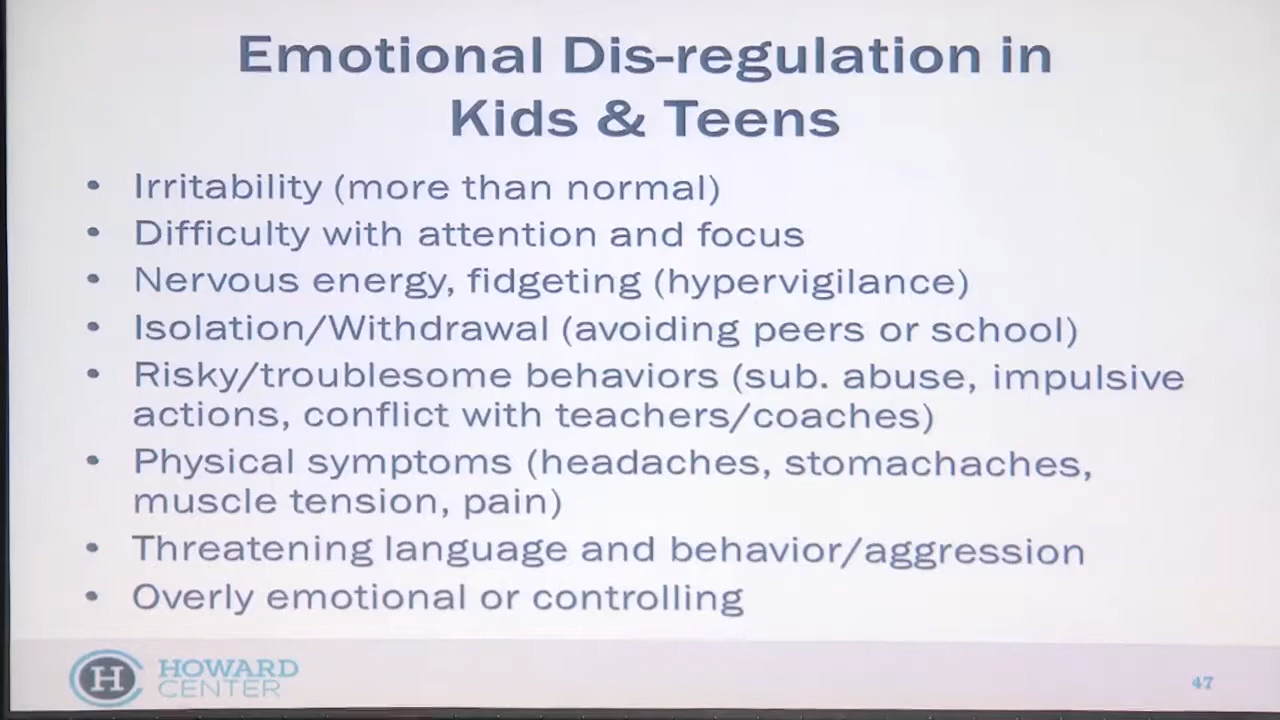 Emotional Dis-regulation in
Kids & Teens
• Irritability (more than normal)
• Difficulty with attention and focus
• Nervous energy, fidgeting (hypervigilance)
• Isolation/Withdrawal (avoiding peers or school)
• Risky/troublesome behaviors (sub. abuse, impulsive
actions, conflict with teachers/coaches)
• Physical symptoms (headaches, stomachaches,
muscle tension, pain)
• Threatening language and behavior/aggression
• Overly emotional or controlling
H HOWARD
CENTER
47